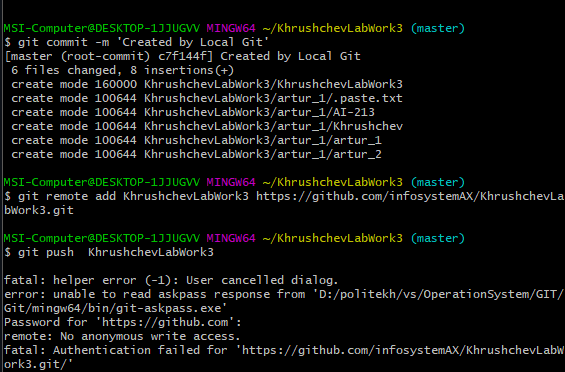 MSI-Computer@DESKTOP-1JJUGVV MINGW64 ~/KhrushchevLabWork3 (master)
$ git commit -m 'Created by Local Git'
[master (root-commit) c7f144f] Created by Local Git
 6 files changed, 8 insertions(+)
 create mode 160000 KhrushchevLabWork3/KhrushchevLabWork3
 create mode 100644 KhrushchevLabWork3/artur_1/.paste.txt
 create mode 100644 KhrushchevLabWork3/artur_1/AI-213
 create mode 100644 KhrushchevLabWork3/artur_1/Khrushchev
 create mode 100644 KhrushchevLabWork3/artur_1/artur_1
 create mode 100644 KhrushchevLabWork3/artur_1/artur_2
MSI-Computer@DESKTOP-1JJUGVV MINGW64 ~/KhrushchevLabWork3 (master)
$ git remote add KhrushchevLabWork3 https://github.com/infosystemAX/KhrushchevLa
bWork3.git
MSI-Computer@DESKTOP-1JJUGVV MINGW64 ~/KhrushchevLabWork3 (master)
$ git push  KhrushchevLabWork3
fatal: helper error (-1): User cancelled dialog.
error: unable to read askpass response from 'D:/politekh/vs/OperationSystem/GIT/
Git/mingw64/bin/git-askpass.exe'
Password for 'https://github.com':
remote: No anonymous write access.
fatal: Authentication failed for 'https://github.com/infosystemAX/KhrushchevLabW
ork3.git/'